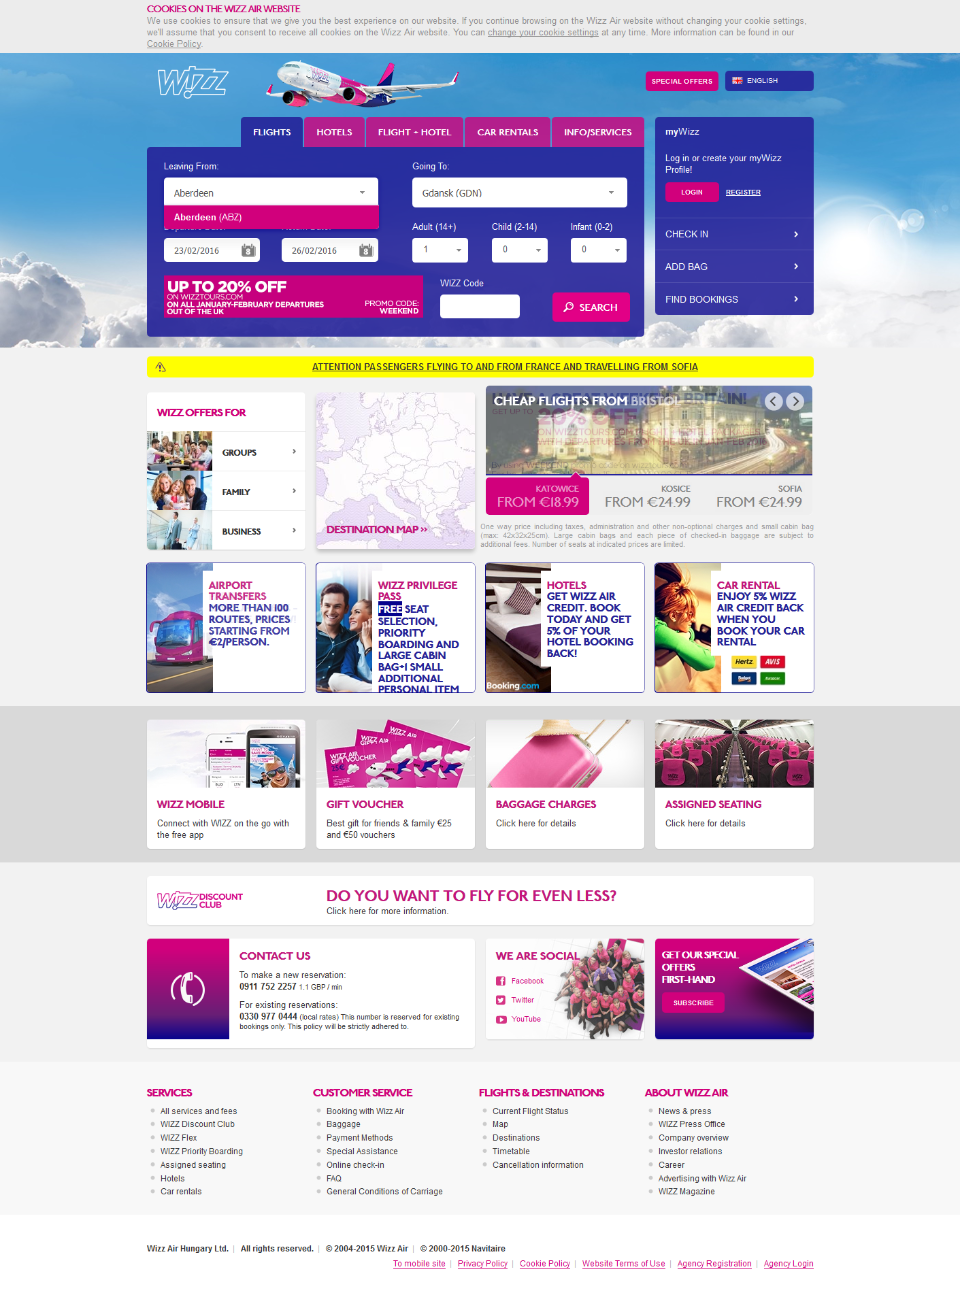 COOKIES ON THE WIZZ AIR WEBSITE
We use cookies to ensure that we give you the best experience on our website. If you continue browsing on the Wizz Air website without changing your cookie settings,
we'll assume that you consent to receive all cookies on the Wizz Air website. You can change your cookie settings at any time. More information can be found in our
Cookie Policy.
WIZZ
SPECIAL OFFERS
ENGLISH
FLIGHTS
HOTELS
FLIGHT + HOTEL
CAR RENTALS
INFO/SERVICES
Leaving From:
Going To:
Aberdeen
Gdansk (GDN)
Aberdeen (ABZ)
Adult (14+)
Child (2-14)
Infant (0-2)
23/02/2016
26/02/2016
1
0
0
UP TO 20% OFF
ON WIZZTOURS.COM
ON ALL JANUARY-FEBRUARY DEPARTURES
OUT OF THE UK
PROMO CODE:
WEEKEND
WIZZ Code
SEARCH
myWizz
Log in or create your myWizz
Profile!
LOGIN
REGISTER
CHECK IN
ADD BAG
FIND BOOKINGS
ATTENTION PASSENGERS FLYING TO AND FROM FRANCE AND TRAVELLING FROM SOFIA
WIZZ OFFERS FOR
GROUPS
FAMILY
BUSINESS
DESTINATION MAP >>
CHEAP FLIGHTS FROM BRISTOL
KATOWICE
FROM €18.99
KOSICE
FROM €24.99
SOFIA
FROM €24.99
One way price including taxes, administration and other non-optional charges and small cabin bag
(max: 42x32x25cm). Large cabin bags and each piece of checked-in baggage are subject to
additional fees. Number of seats at indicated prices are limited.
AIRPORT
TRANSFERS
MORE THAN 100
ROUTES, PRICES
STARTING FROM
€2/PERSON.
WIZZ PRIVILEGE
PASS
FREE SEAT
SELECTION,
PRIORITY
BOARDING AND
LARGE CABIN
BAG+1 SMALL
ADDITIONAL
PERSONAL ITEM
HOTELS
GET WIZZ AIR
CREDIT. BOOK
TODAY AND GET
5% OF YOUR
HOTEL BOOKING
BACK!
Booking.com
CAR RENTAL
ENJOY 5% WIZZ
AIR CREDIT BACK
WHEN YOU
BOOK YOUR CAR
RENTAL
Hertz
AVIS
Budget
WIZZ AIR
GIFT VOUCHER
WIZZ MOBILE
Connect with WIZZ on the go with
the free app
GIFT VOUCHER
Best gift for friends & family €25
and €50 vouchers
BAGGAGE CHARGES
Click here for details
ASSIGNED SEATING
Click here for details
WIZZ DISCOUNT
CLUB
DO YOU WANT TO FLY FOR EVEN LESS?
Click here for more information.
CONTACT US
To make a new reservation:
0911 752 2257 1.1 GBP / min
For existing reservations:
0330 977 0444 (local rates) This number is reserved for existing
bookings only. This policy will be strictly adhered to.
WE ARE SOCIAL
Facebook
Twitter
YouTube
GET OUR SPECIAL
OFFERS
FIRST-HAND
SUBSCRIBE
SERVICES
All services and fees
WIZZ Discount Club
WIZZ Flex
WIZZ Priority Boarding
Assigned seating
Hotels
Car rentals
CUSTOMER SERVICE
Booking with Wizz Air
Baggage
Payment Methods
Special Assistance
Online check-in
FAQ
General Conditions of Carriage
FLIGHTS & DESTINATIONS
Current Flight Status
Map
Destinations
Timetable
Cancellation information
ABOUT WIZZ AIR
News & press
WIZZ Press Office
Company overview
Investor relations
Career
Advertising with Wizz Air
WIZZ Magazine
Wizz Air Hungary Ltd. | All rights reserved. | © 2004-2015 Wizz Air | © 2000-2015 Navitaire
To mobile site | Privacy Policy | Cookie Policy | Website Terms of Use | Agency Registration | Agency Login